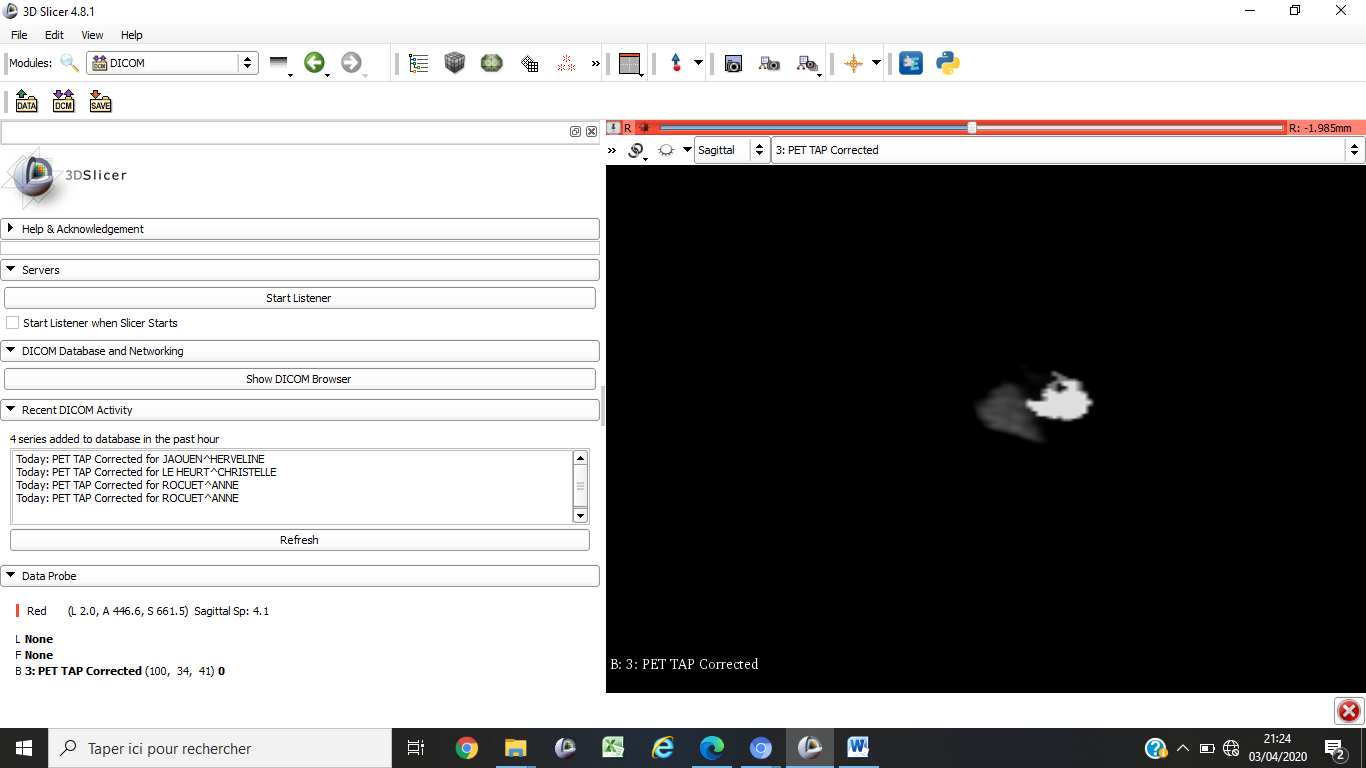 3D Slicer 4.8.1
File Edit View Help
Modules: DICOM
DCM
»
DATA DCM SAVE
R R: -1.985mm
» Sagittal 3: PET TAP Corrected
3DSlicer
Help & Acknowledgement
Servers
Start Listener
Start Listener when Slicer Starts
DICOM Database and Networking
Show DICOM Browser
Recent DICOM Activity
4 series added to database in the past hour
Today: PET TAP Corrected for JAOUEN^HERVELINE
Today: PET TAP Corrected for LE HEURT^CHRISTELLE
Today: PET TAP Corrected for ROCUET^ANNE
Today: PET TAP Corrected for ROCUET^ANNE
Refresh
Data Probe
Red (L 2.0, A 446.6, S 661.5) Sagittal Sp: 4.1
L None
F None
B 3: PET TAP Corrected (100, 34, 41) 0
B: 3: PET TAP Corrected
Taper ici pour rechercher
21:24
03/04/2020
2